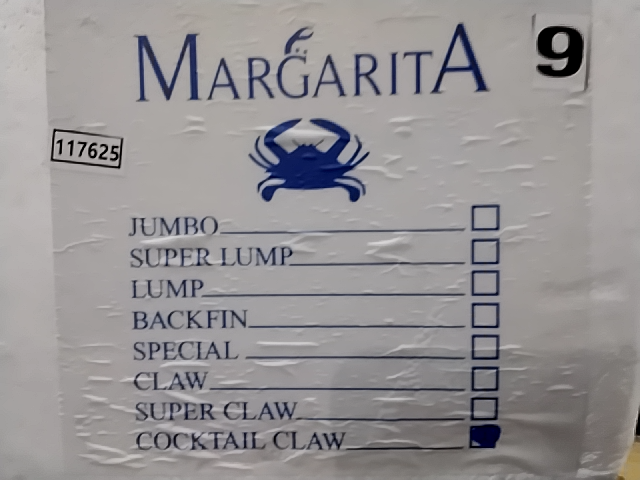 MARGARITA
9
117625
JUMBO
SUPER LUMP
LUMP
BACKFIN
SPECIAL
CLAW
SUPER CLAW
COCKTAIL CLAW